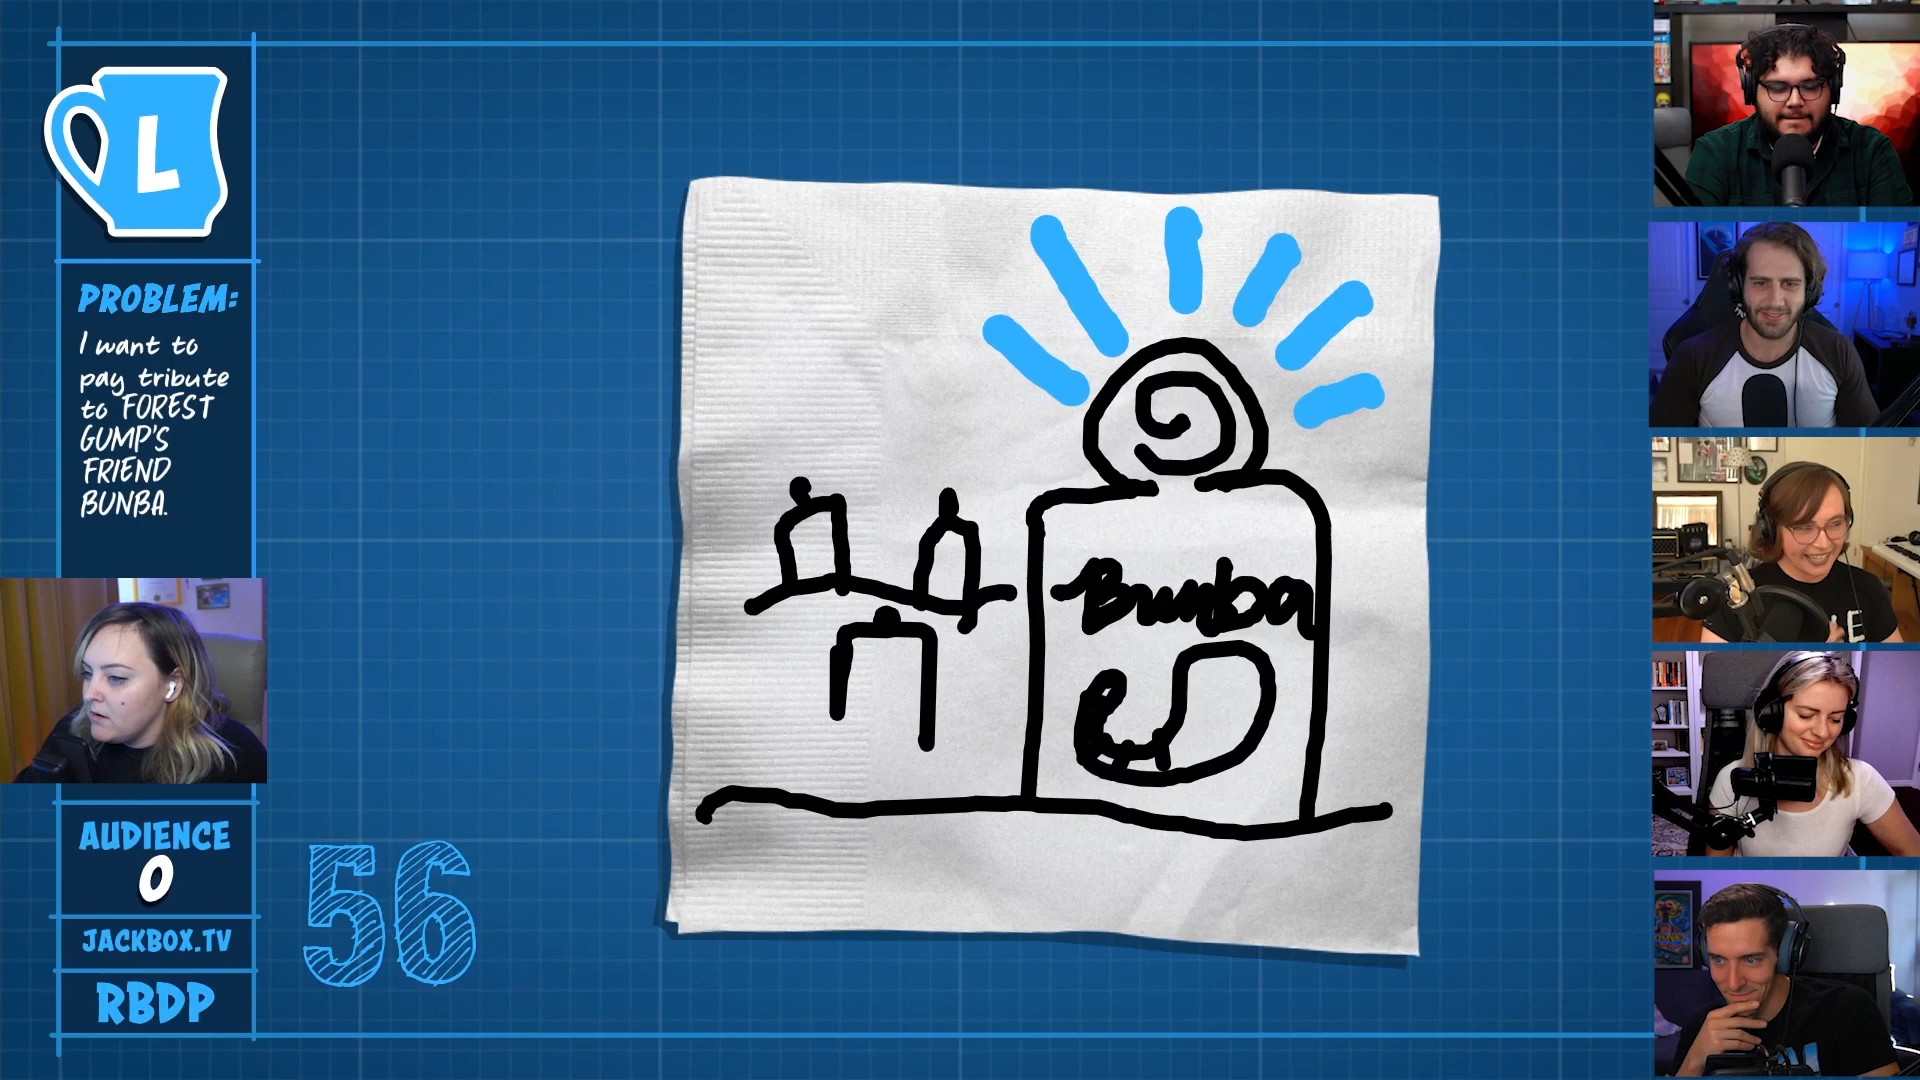 L
PROBLEM:
I want to
pay tribute
to FOREST
GUMP'S
FRIEND
BUNBA.
Bunba
AUDIENCE
0
JACKBOX.TV
RBDP
56